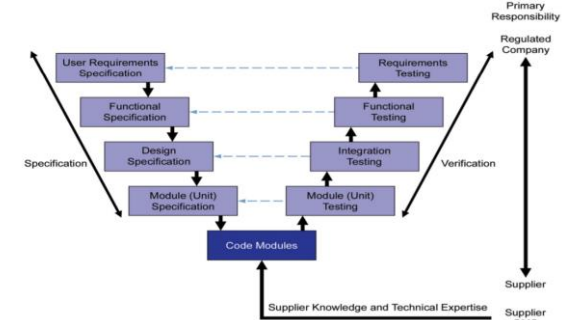 Primary
Responsibility
Regulated
Company
User Requirements
Specification
Requirements
Testing
Functional
Specification
Functional
Testing
Design
Specification
Integration
Testing
Specification
Verification
Module (Unit)
Specification
Module (Unit)
Testing
Code Modules
Supplier
Supplier Knowledge and Technical Expertise
Supplier